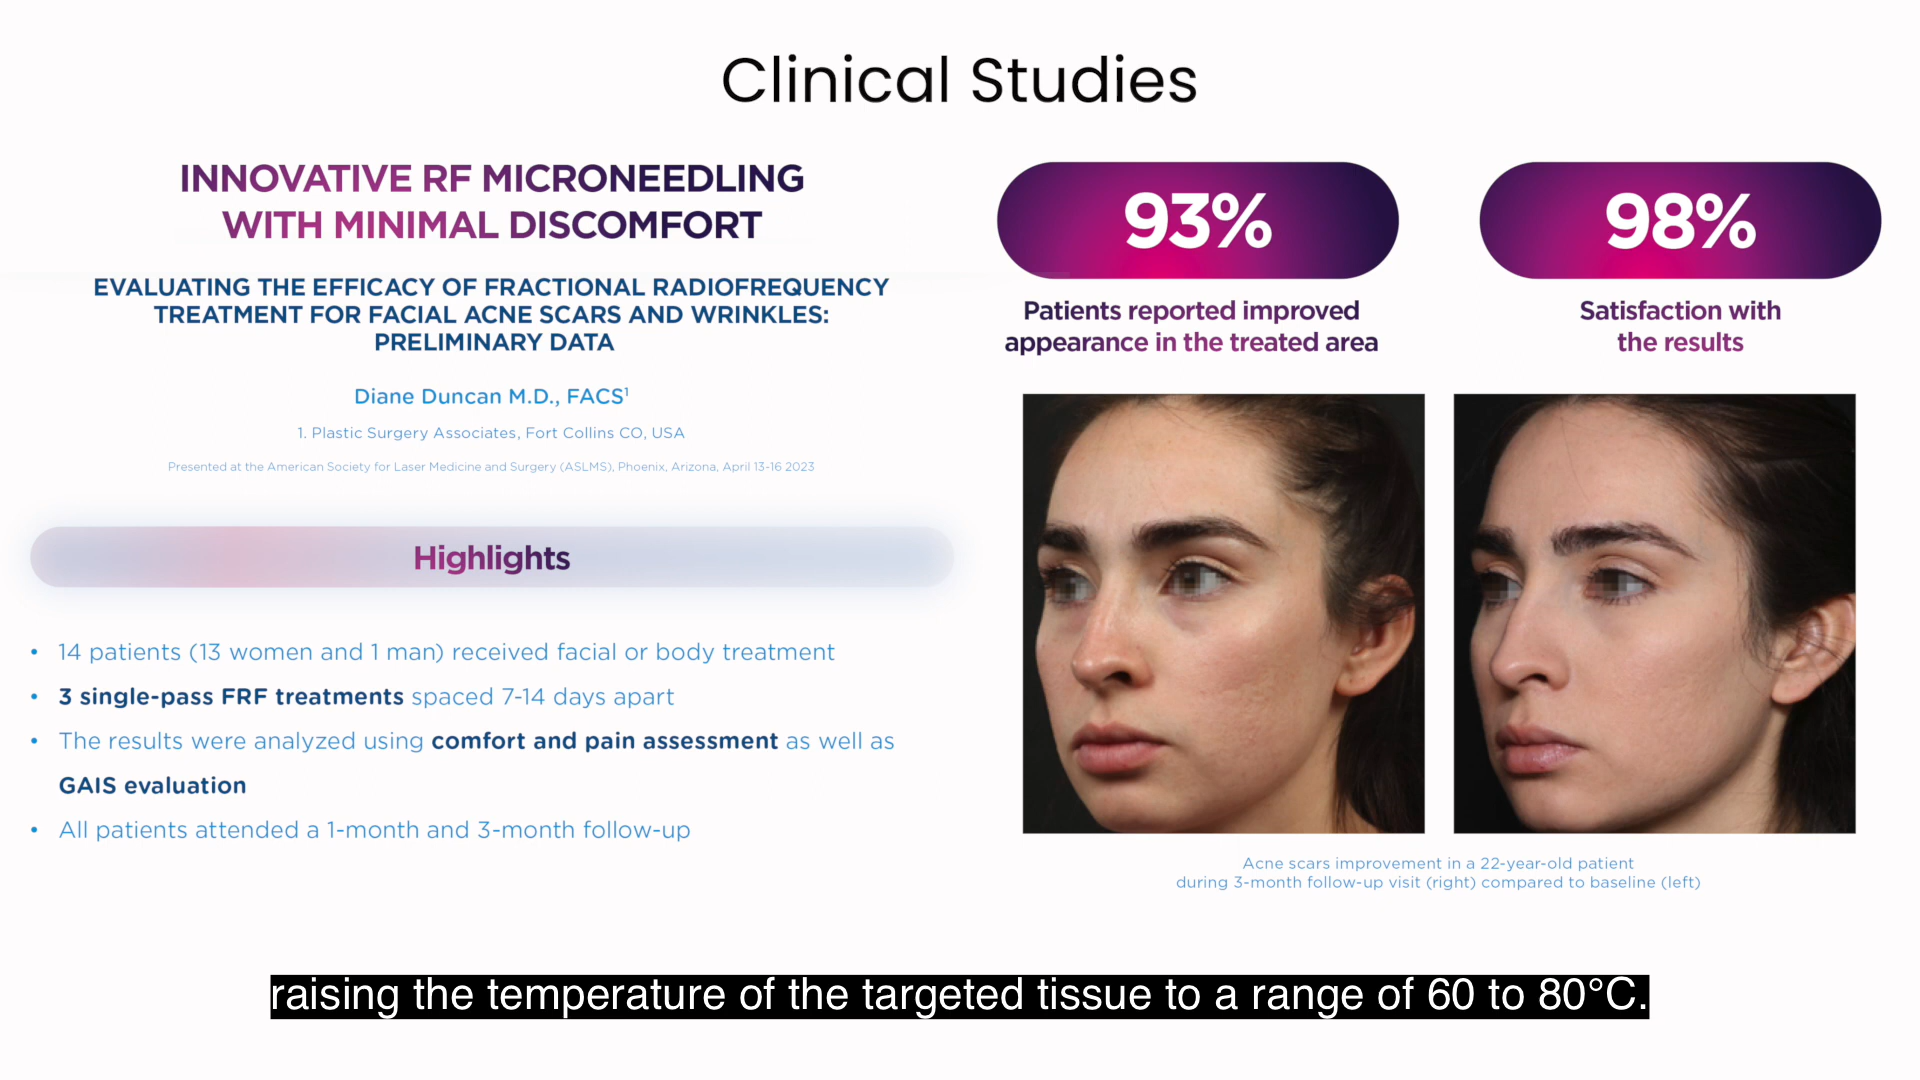 Clinical Studies
INNOVATIVE RF MICRONEEDLING
WITH MINIMAL DISCOMFORT
EVALUATING THE EFFICACY OF FRACTIONAL RADIOFREQUENCY
TREATMENT FOR FACIAL ACNE SCARS AND WRINKLES:
PRELIMINARY DATA
Diane Duncan M.D., FACS¹
1. Plastic Surgery Associates, Fort Collins CO, USA
Presented at the American Society for Laser Medicine and Surgery (ASLMS), Phoenix, Arizona, April 13-16 2023
Highlights
• 14 patients (13 women and 1 man) received facial or body treatment
• 3 single-pass FRF treatments spaced 7-14 days apart
• The results were analyzed using comfort and pain assessment as well as
GAIS evaluation
• All patients attended a 1-month and 3-month follow-up
93%
Patients reported improved
appearance in the treated area
98%
Satisfaction with
the results
Acne scars improvement in a 22-year-old patient
during 3-month follow-up visit (right) compared to baseline (left)
raising the temperature of the targeted tissue to a range of 60 to 80°C.